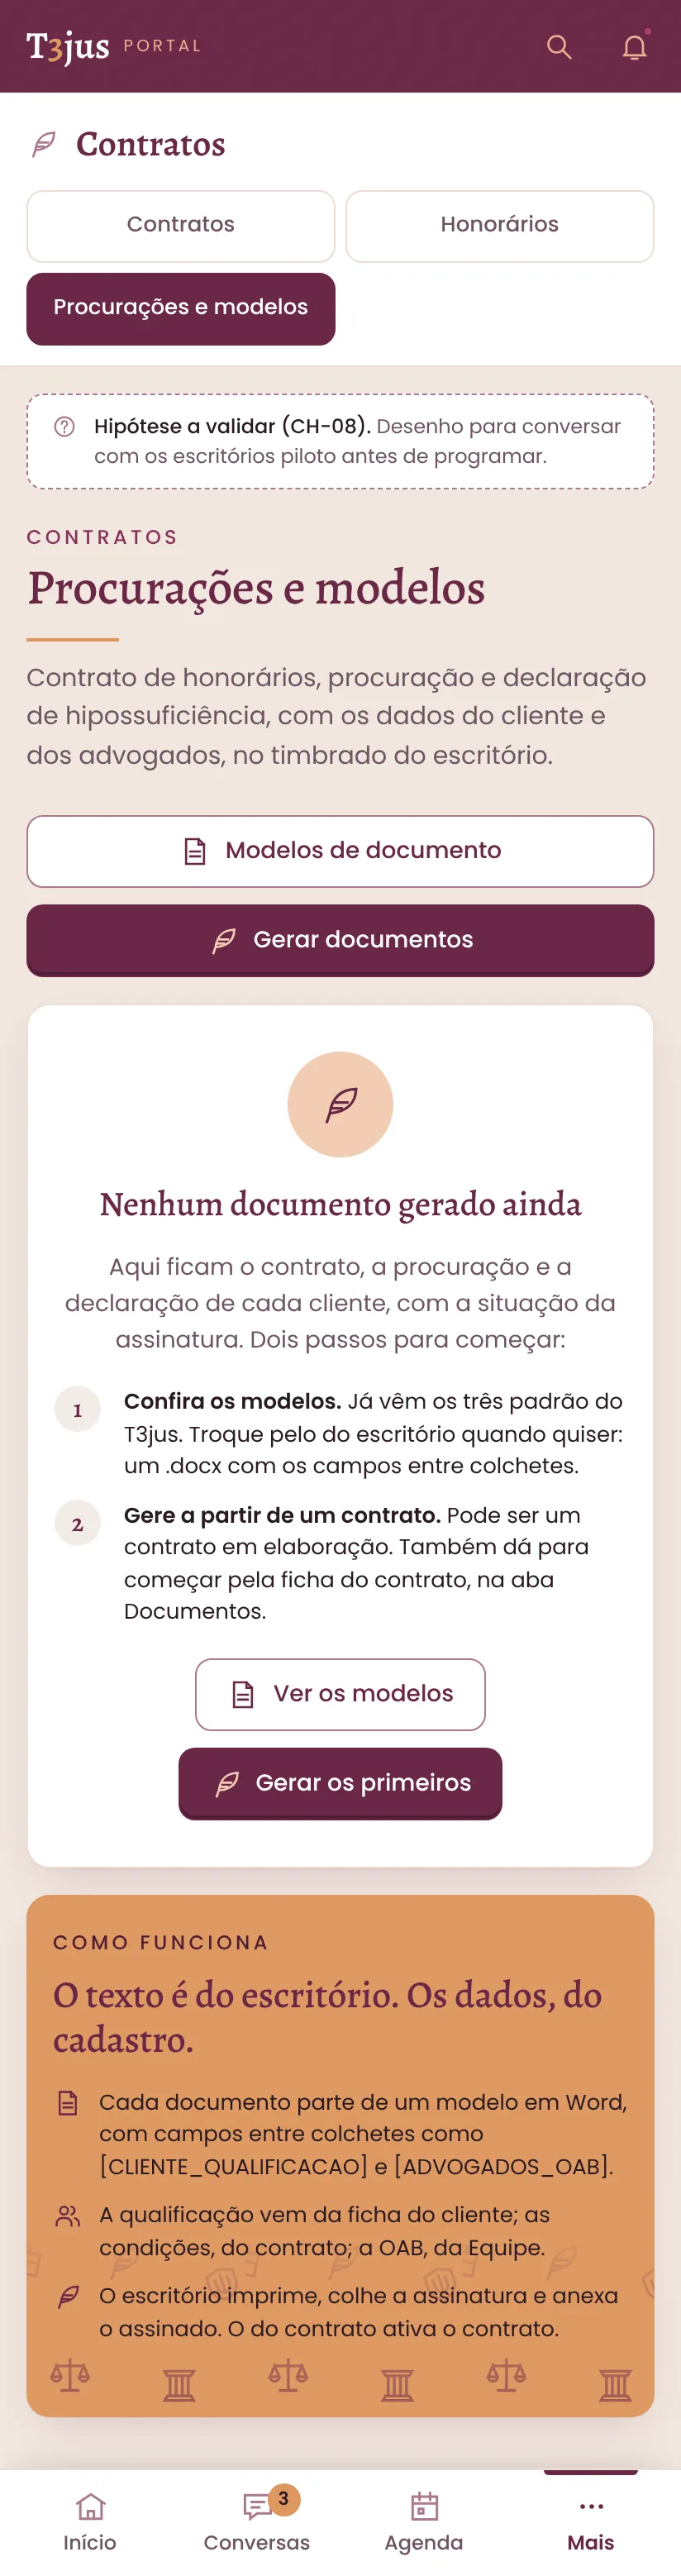 T3jus PORTAL
Contratos
Contratos
Honorários
Procurações e modelos
Hipótese a validar (CH-08). Desenho para conversar
com os escritórios piloto antes de programar.
CONTRATOS
Procurações e modelos
Contrato de honorários, procuração e declaração
de hipossuficiência, com os dados do cliente e
dos advogados, no timbrado do escritório.
Modelos de documento
Gerar documentos
Nenhum documento gerado ainda
Aqui ficam o contrato, a procuração e a
declaração de cada cliente, com a situação da
assinatura. Dois passos para começar:
1
Confira os modelos. Já vêm os três padrão do
T3jus. Troque pelo do escritório quando quiser:
um .docx com os campos entre colchetes.
2
Gere a partir de um contrato. Pode ser um
contrato em elaboração. Também dá para
começar pela ficha do contrato, na aba
Documentos.
Ver os modelos
Gerar os primeiros
COMO FUNCIONA
O texto é do escritório. Os dados, do
cadastro.
Cada documento parte de um modelo em Word,
com campos entre colchetes como
[CLIENTE_QUALIFICACAO] e [ADVOGADOS_OAB].
A qualificação vem da ficha do cliente; as
condições, do contrato; a OAB, da Equipe.
O escritório imprime, colhe a assinatura e anexa
o assinado. O do contrato ativa o contrato.
3
Início
Conversas
Agenda
Mais